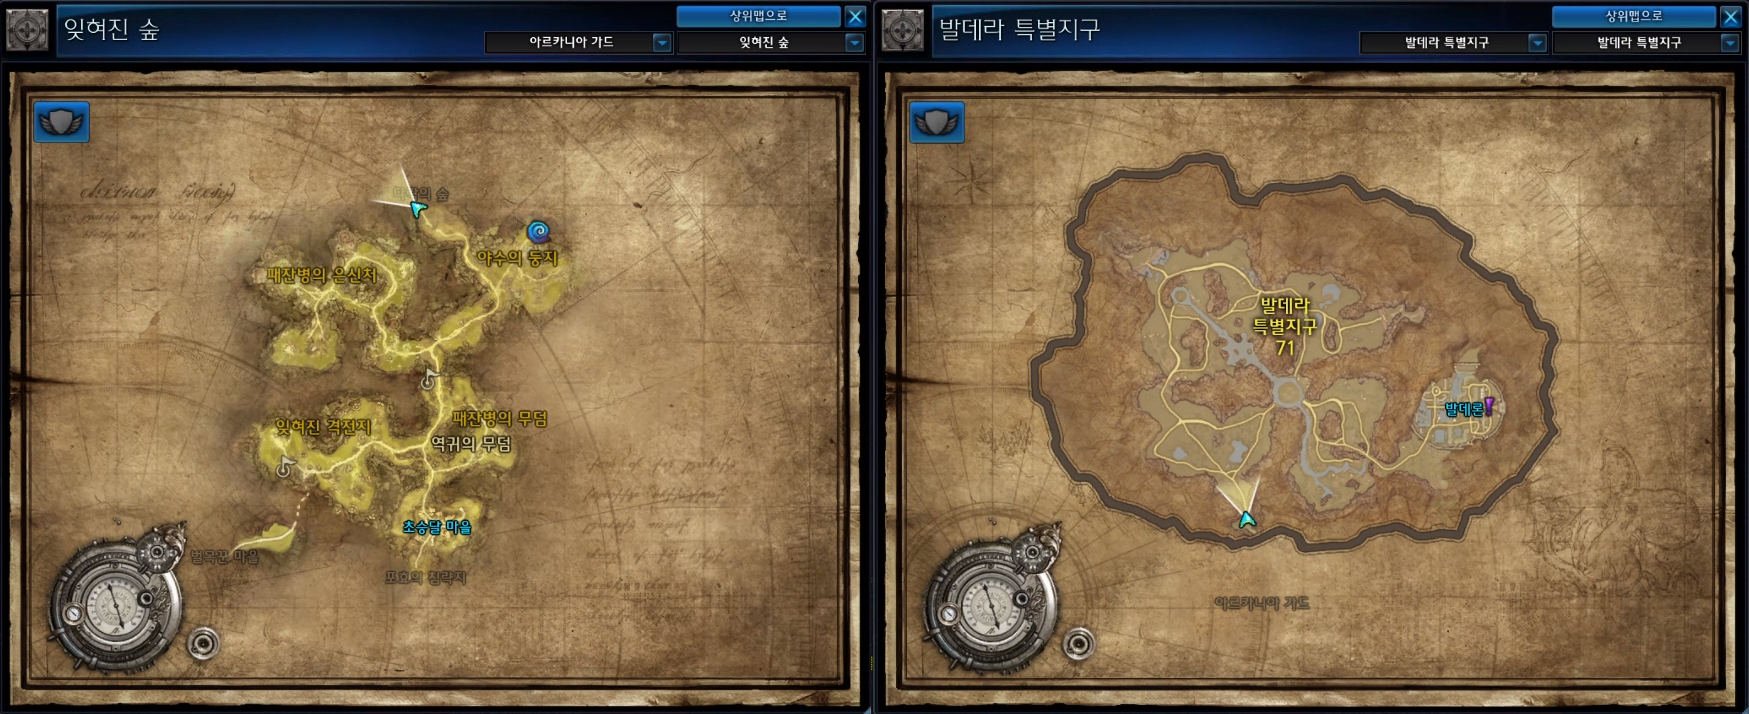 잊혀진 숲
상위맵으로
아르카니아 가드
잊혀진 숲
의 숲
야수의 둥지
패잔병의 은신처
패잔병의 무덤
잊혀진 격전지
역귀의 무덤
초승달 마을
벌목꾼 마을
포효의 침략지
발데라 특별지구
상위맵으로
발데라 특별지구
발데라 특별지구
발데라
특별지구
71
발데론
아르카니아 가드